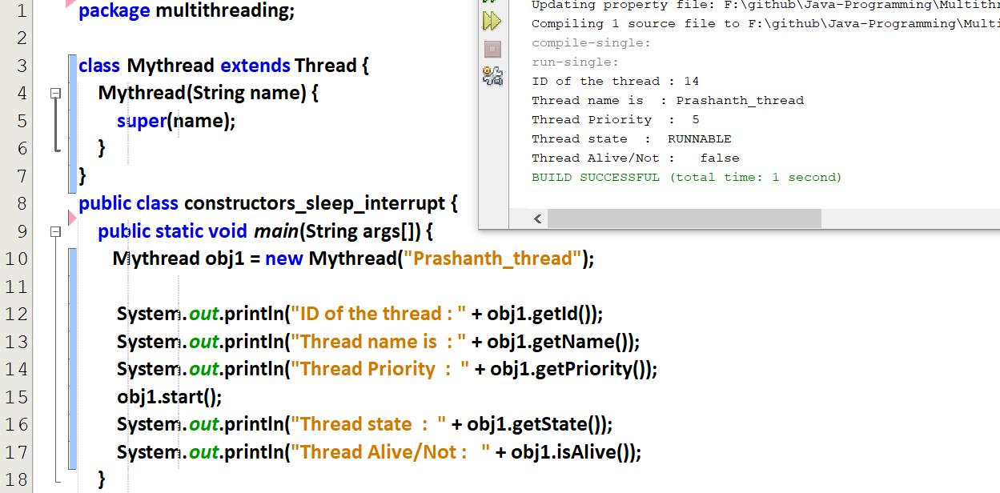 1 package multithreading;
2
3 class Mythread extends Thread {
4 Mythread(String name) {
5 super(name);
6 }
7 }
8 public class constructors_sleep_interrupt {
9 public static void main(String args[]) {
10 Mythread obj1 = new Mythread("Prashanth_thread");
11
12 System.out.println("ID of the thread : " + obj1.getId());
13 System.out.println("Thread name is  : " + obj1.getName());
14 System.out.println("Thread Priority  :  " + obj1.getPriority());
15 obj1.start();
16 System.out.println("Thread state  :  " + obj1.getState());
17 System.out.println("Thread Alive/Not :   " + obj1.isAlive());
18 }
Updating property file: F:\github\Java-Programming\Multithr
Compiling 1 source file to F:\github\Java-Programming\Multi
compile-single:
run-single:
ID of the thread : 14
Thread name is  : Prashanth_thread
Thread Priority  :  5
Thread state  :  RUNNABLE
Thread Alive/Not :   false
BUILD SUCCESSFUL (total time: 1 second)